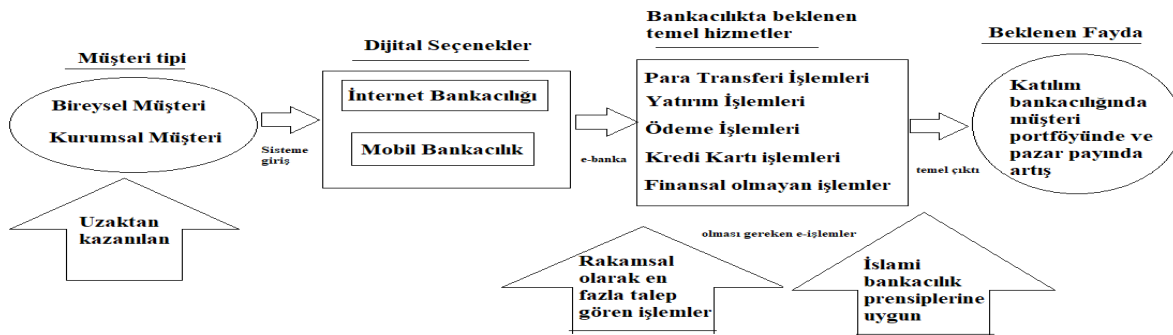 Müşteri tipi
Bireysel Müşteri
Kurumsal Müşteri
Uzaktan
kazanılan
Sisteme
giriş
Dijital Seçenekler
İnternet Bankacılığı
Mobil Bankacılık
e-banka
Bankacılıkta beklenen
temel hizmetler
Para Transferi İşlemleri
Yatırım İşlemleri
Ödeme İşlemleri
Kredi Kartı işlemleri
Finansal olmayan işlemler
olması gereken e-işlemler
Rakamsal
olarak en
fazla talep
gören işlemler
İslami
bankacılık
prensiplerine
uygun
temel çıktı
Beklenen Fayda
Katılım
bankacılığında
müşteri
portföyünde ve
pazar payında
artış